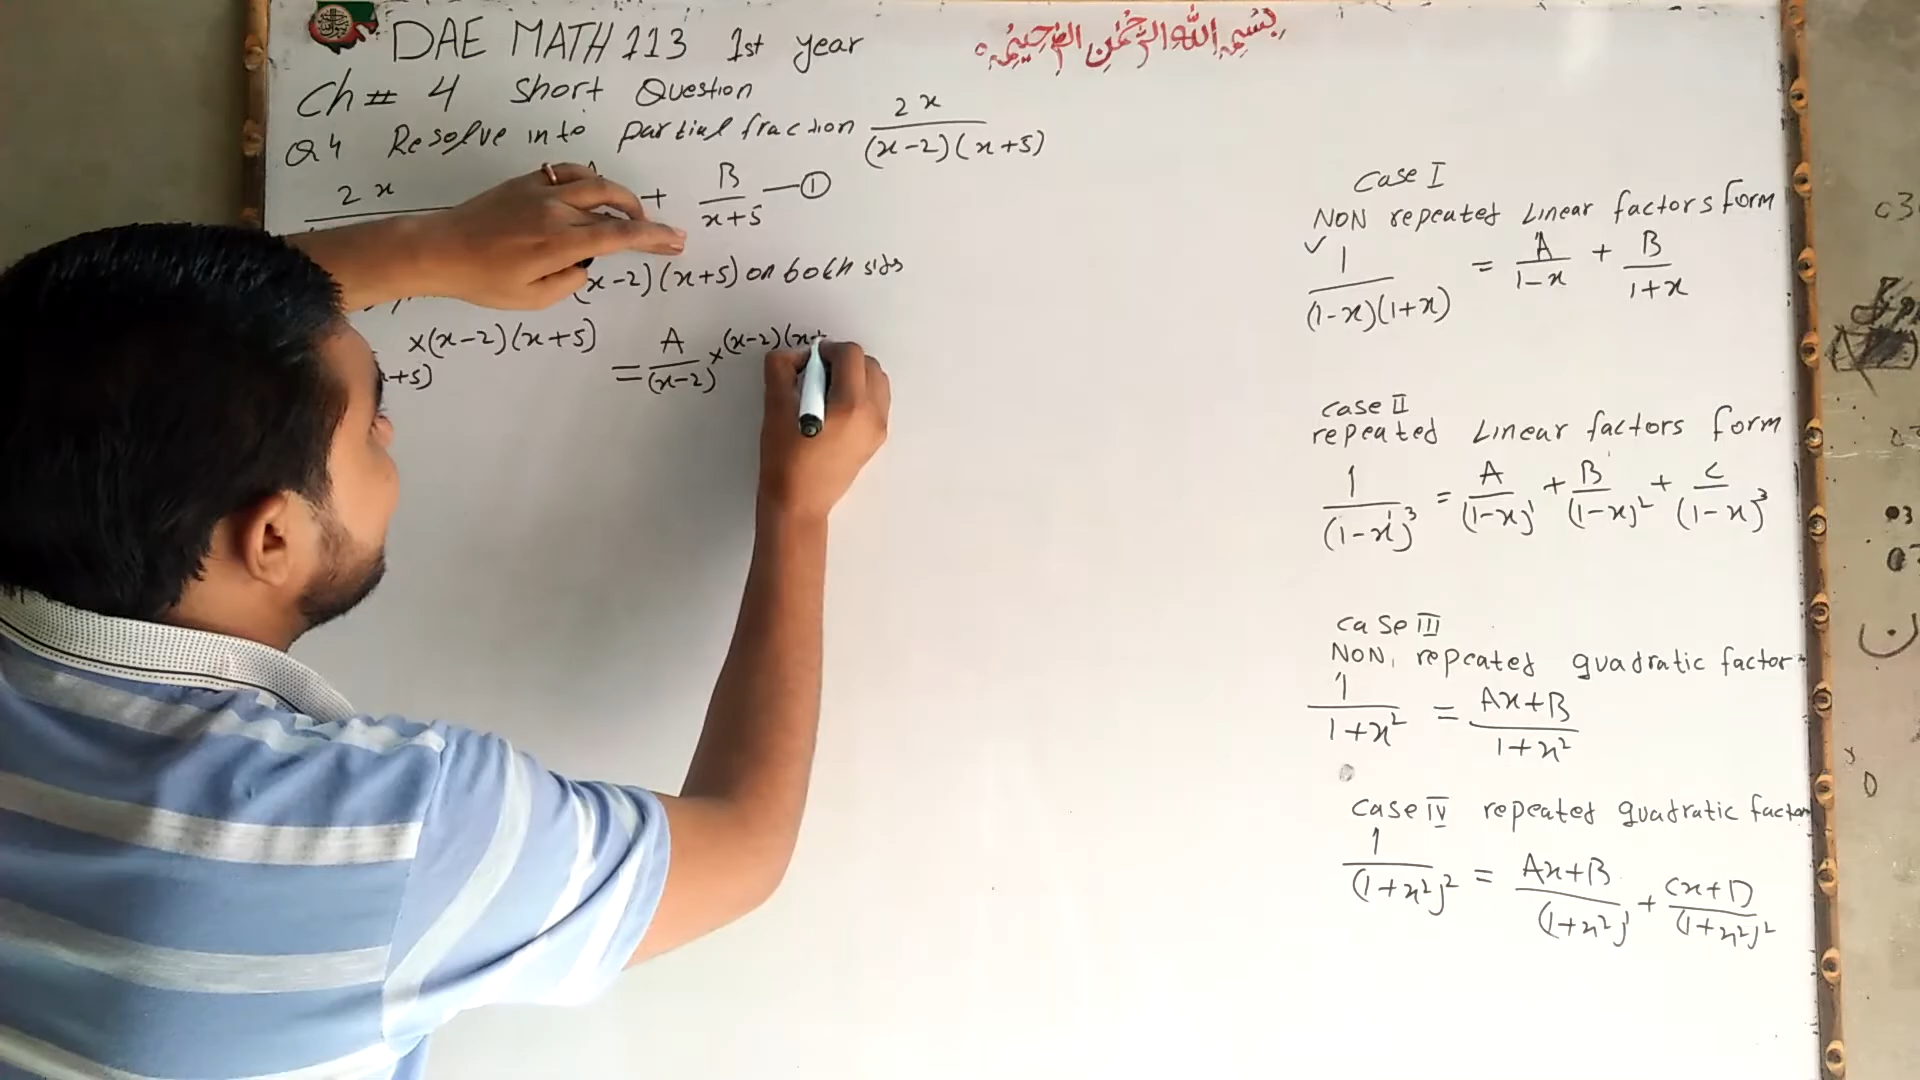 DAE MATH 113 1st year
بسم الله الرحمن الرحيم
Ch # 4 Short Question
Q4 Resolve into partial fraction 2x/(x-2)(x+5)
2x + B/x+5 —①
(x-2)(x+5) on both sids
+5) ×(x-2)(x+5) = A/(x-2) ×(x-2)(x+
Case I
NON repeated Linear factors form
✓ 1/(1-x)(1+x) = A/1-x + B/1+x
case II
repeated Linear factors form
1/(1-x)³ = A/(1-x)¹ + B/(1-x)² + C/(1-x)³
case III
NON, repeated quadratic factor
1/1+x² = Ax+B/1+x²
case IV repeated quadratic factor
1/(1+x²)² = Ax+B/(1+x²)¹ + Cx+D/(1+x²)²